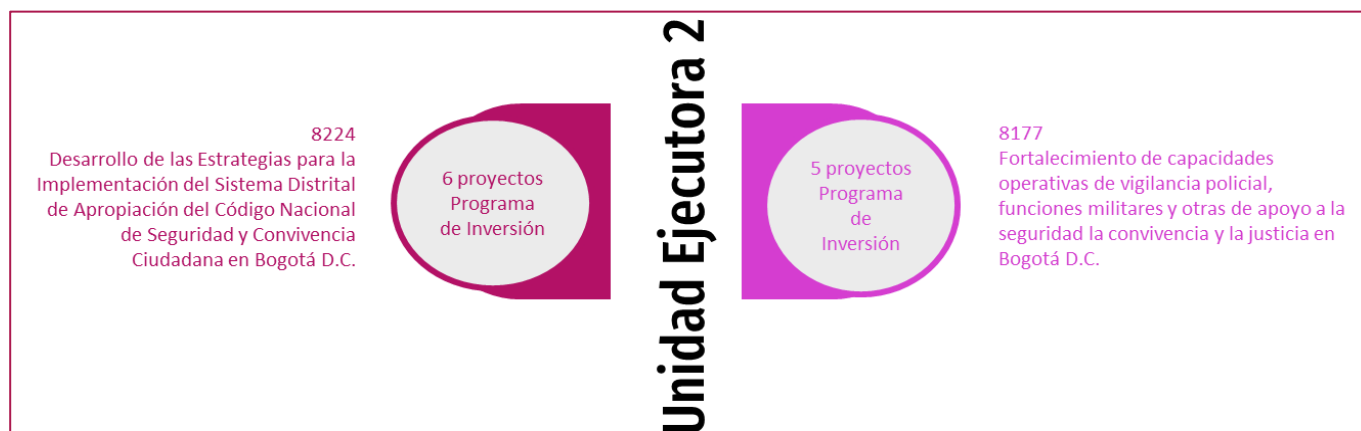 8224
Desarrollo de las Estrategias para la
Implementación del Sistema Distrital
de Apropiación del Código Nacional
de Seguridad y Convivencia
Ciudadana en Bogotá D.C.
6 proyectos
Programa
de Inversión
Unidad Ejecutora 2
5 proyectos
Programa
de
Inversión
8177
Fortalecimiento de capacidades
operativas de vigilancia policial,
funciones militares y otras de apoyo a la
seguridad la convivencia y la justicia en
Bogotá D.C.